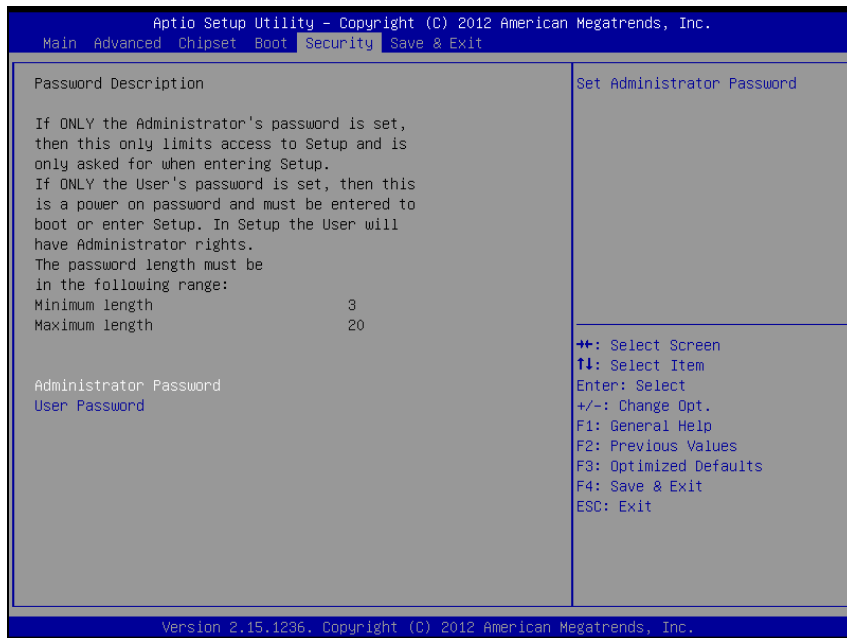 Aptio Setup Utility – Copyright (C) 2012 American Megatrends, Inc.
Main Advanced Chipset Boot Security Save & Exit
Password Description
If ONLY the Administrator's password is set,
then this only limits access to Setup and is
only asked for when entering Setup.
If ONLY the User's password is set, then this
is a power on password and must be entered to
boot or enter Setup. In Setup the User will
have Administrator rights.
The password length must be
in the following range:
Minimum length 3
Maximum length 20
Administrator Password
User Password
Set Administrator Password
→←: Select Screen
↑↓: Select Item
Enter: Select
+/-: Change Opt.
F1: General Help
F2: Previous Values
F3: Optimized Defaults
F4: Save & Exit
ESC: Exit
Version 2.15.1236. Copyright (C) 2012 American Megatrends, Inc.